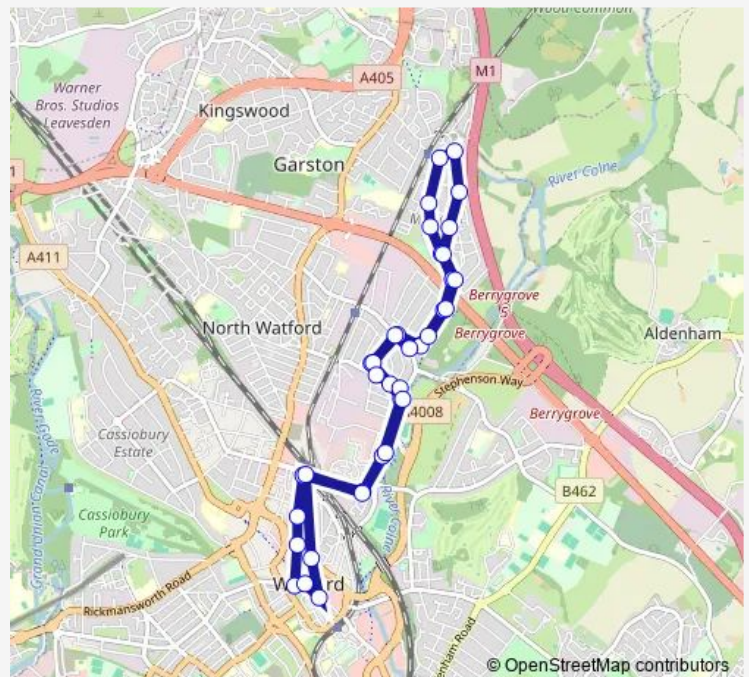 Wood Common
A405
M1
Warner
Bros. Studios
Leavesden
Kingswood
Garston
River Colne
A411
Berrygrove
5
Berrygrove
North Watford
Aldenham
Stephenson Way
A4008
Berrygrove
Cassiobury
Estate
River Gade
Grand Union Canal
B462
Cassiobury
Park
River Colne
Rickmansworth Road
© OpenStreetMap contributors